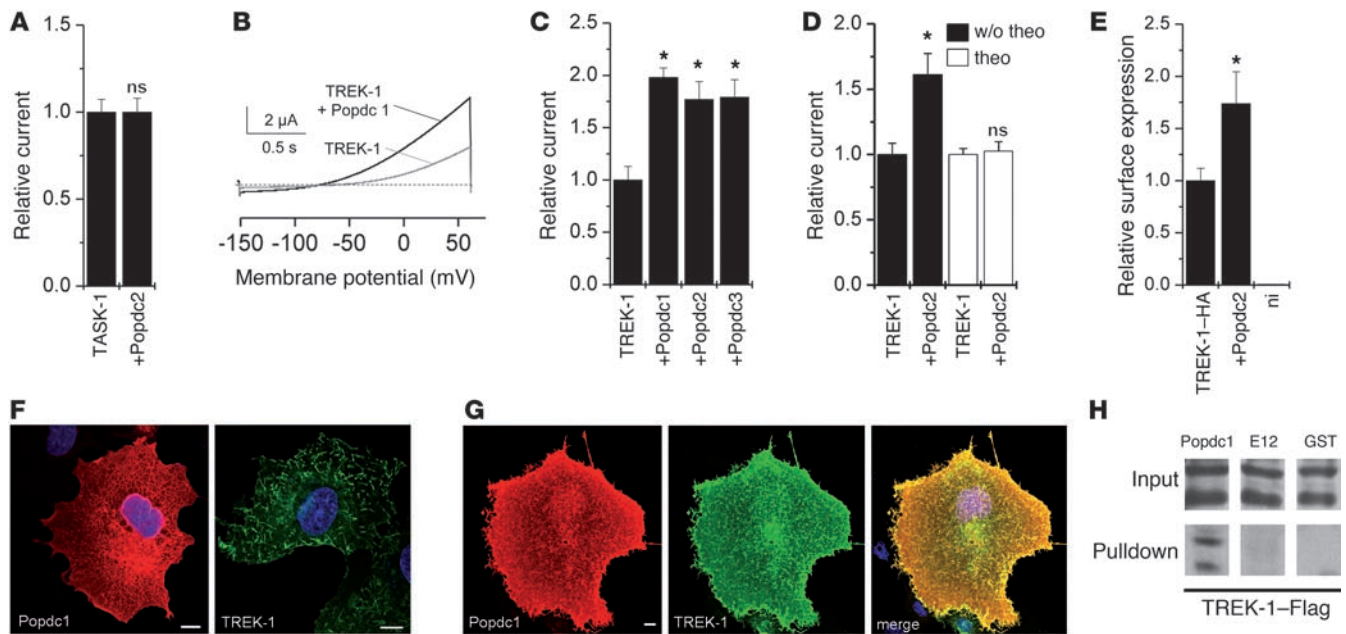 A
Relative current
1.5
1.0
0.5
0.0
ns
TASK-1
+Popdc2
B
TREK-1
+ Popdc 1
2 µA
0.5 s
TREK-1
-150
-100
-50
0
50
Membrane potential (mV)
C
Relative current
2.5
2.0
1.5
1.0
0.5
0.0
*
*
*
TREK-1
+Popdc1
+Popdc2
+Popdc3
D
Relative current
2.0
1.5
1.0
0.5
0.0
*
w/o theo
theo
ns
TREK-1
+Popdc2
TREK-1
+Popdc2
E
Relative surface expression
2.5
2.0
1.5
1.0
0.5
0.0
*
TREK-1–HA
+Popdc2
ni
F
Popdc1
TREK-1
G
Popdc1
TREK-1
merge
H
Popdc1 E12 GST
Input
Pulldown
TREK-1–Flag